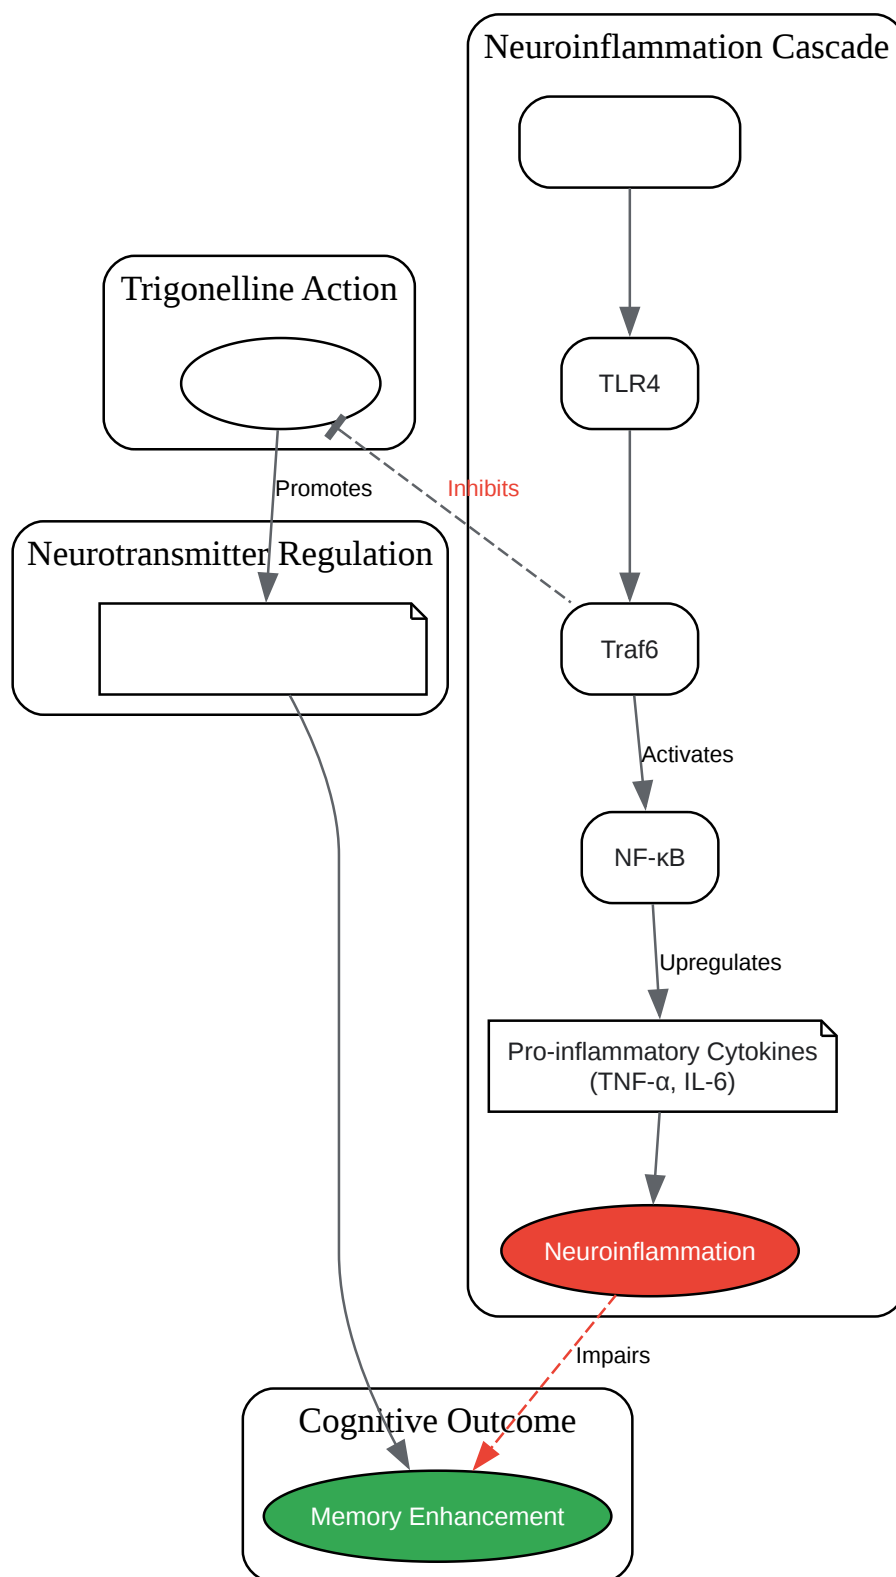 Neuroinflammation Cascade
Trigonelline Action
TLR4
Promotes
Inhibits
Neurotransmitter Regulation
Traf6
Activates
NF-κB
Upregulates
Pro-inflammatory Cytokines
(TNF-α, IL-6)
Neuroinflammation
Impairs
Cognitive Outcome
Memory Enhancement